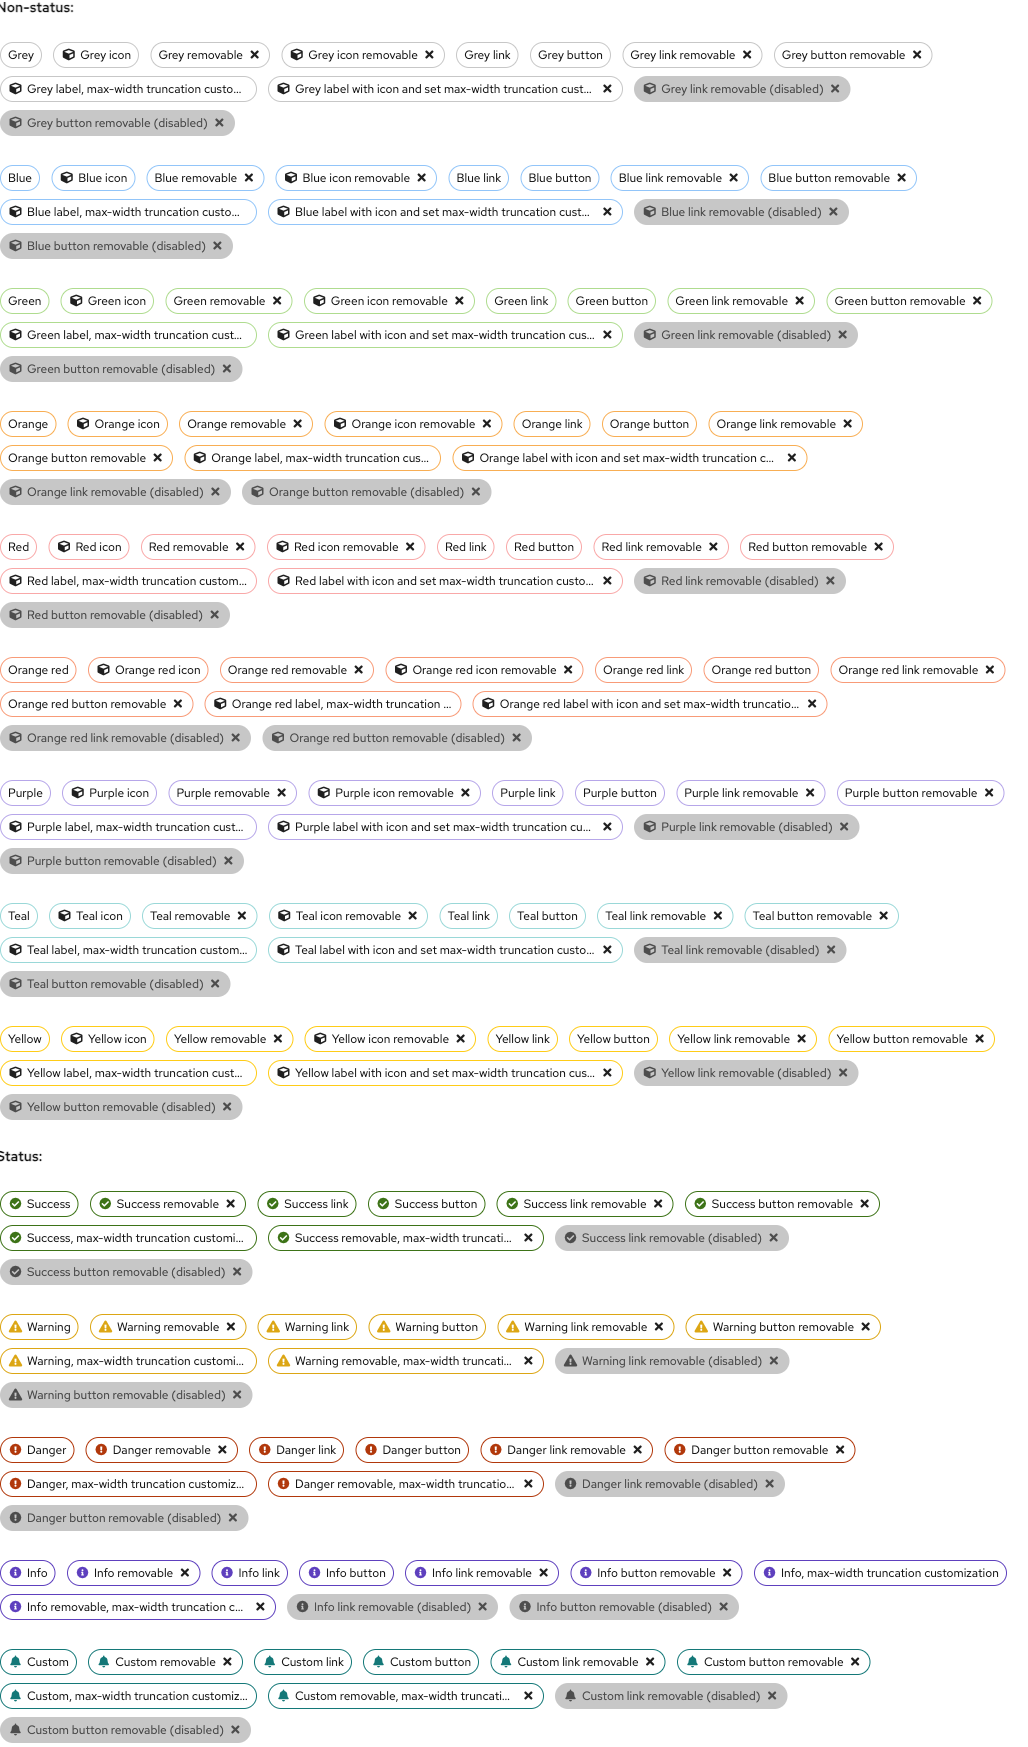 Non-status:
Grey Grey icon Grey removable Grey icon removable Grey link Grey button Grey link removable Grey button removable
Grey label, max-width truncation custo... Grey label with icon and set max-width truncation cust... Grey link removable (disabled)
Grey button removable (disabled)
Blue Blue icon Blue removable Blue icon removable Blue link Blue button Blue link removable Blue button removable
Blue label, max-width truncation custo... Blue label with icon and set max-width truncation cust... Blue link removable (disabled)
Blue button removable (disabled)
Green Green icon Green removable Green icon removable Green link Green button Green link removable Green button removable
Green label, max-width truncation cust... Green label with icon and set max-width truncation cus... Green link removable (disabled)
Green button removable (disabled)
Orange Orange icon Orange removable Orange icon removable Orange link Orange button Orange link removable
Orange button removable Orange label, max-width truncation cus... Orange label with icon and set max-width truncation c...
Orange link removable (disabled) Orange button removable (disabled)
Red Red icon Red removable Red icon removable Red link Red button Red link removable Red button removable
Red label, max-width truncation custom... Red label with icon and set max-width truncation custo... Red link removable (disabled)
Red button removable (disabled)
Orange red Orange red icon Orange red removable Orange red icon removable Orange red link Orange red button Orange red link removable
Orange red button removable Orange red label, max-width truncation ... Orange red label with icon and set max-width truncatio...
Orange red link removable (disabled) Orange red button removable (disabled)
Purple Purple icon Purple removable Purple icon removable Purple link Purple button Purple link removable Purple button removable
Purple label, max-width truncation cust... Purple label with icon and set max-width truncation cu... Purple link removable (disabled)
Purple button removable (disabled)
Teal Teal icon Teal removable Teal icon removable Teal link Teal button Teal link removable Teal button removable
Teal label, max-width truncation custom... Teal label with icon and set max-width truncation custo... Teal link removable (disabled)
Teal button removable (disabled)
Yellow Yellow icon Yellow removable Yellow icon removable Yellow link Yellow button Yellow link removable Yellow button removable
Yellow label, max-width truncation cust... Yellow label with icon and set max-width truncation cus... Yellow link removable (disabled)
Yellow button removable (disabled)
Status:
Success Success removable Success link Success button Success link removable Success button removable
Success, max-width truncation customi... Success removable, max-width truncati... Success link removable (disabled)
Success button removable (disabled)
Warning Warning removable Warning link Warning button Warning link removable Warning button removable
Warning, max-width truncation customi... Warning removable, max-width truncati... Warning link removable (disabled)
Warning button removable (disabled)
Danger Danger removable Danger link Danger button Danger link removable Danger button removable
Danger, max-width truncation customiz... Danger removable, max-width truncatio... Danger link removable (disabled)
Danger button removable (disabled)
Info Info removable Info link Info button Info link removable Info button removable Info, max-width truncation customization
Info removable, max-width truncation c... Info link removable (disabled) Info button removable (disabled)
Custom Custom removable Custom link Custom button Custom link removable Custom button removable
Custom, max-width truncation customiz... Custom removable, max-width truncati... Custom link removable (disabled)
Custom button removable (disabled)